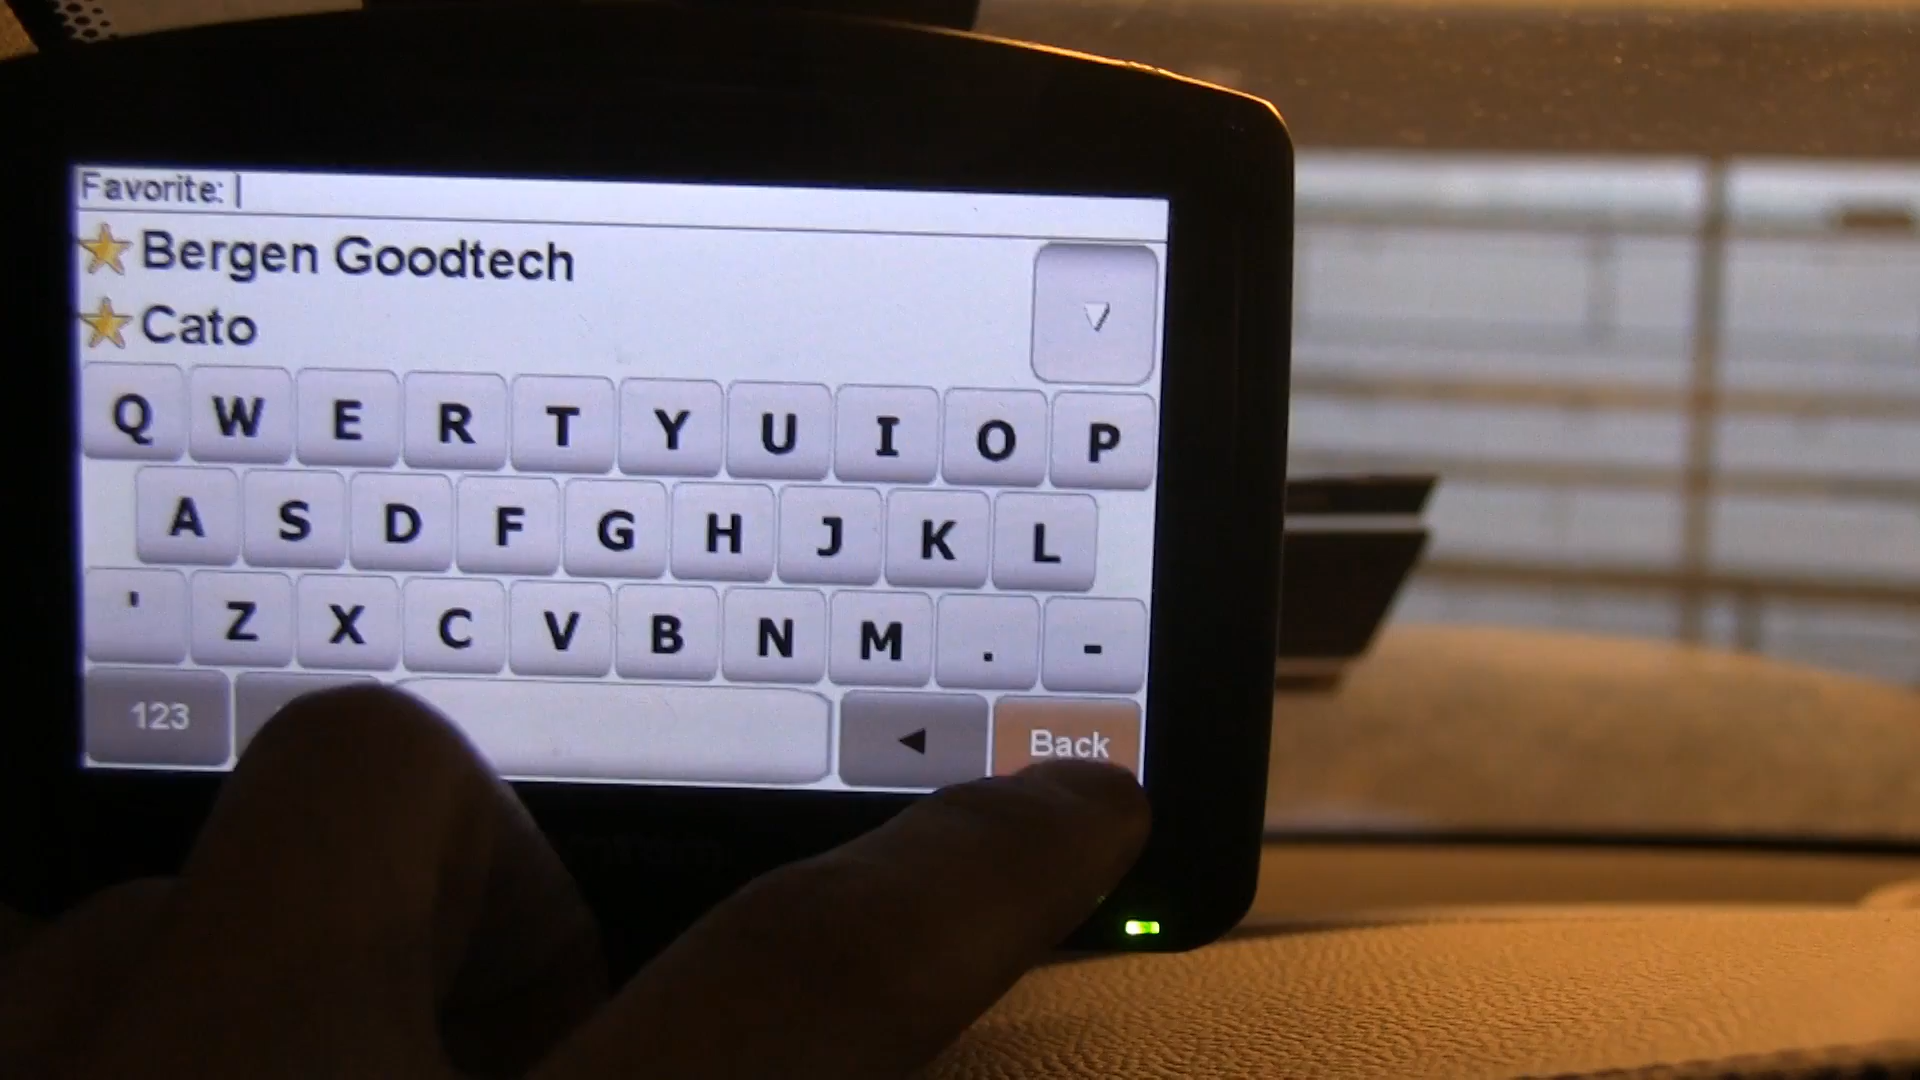 Favorite:
Bergen Goodtech
Cato
Q W E R T Y U I O P
A S D F G H J K L
' Z X C V B N M . -
123 Back